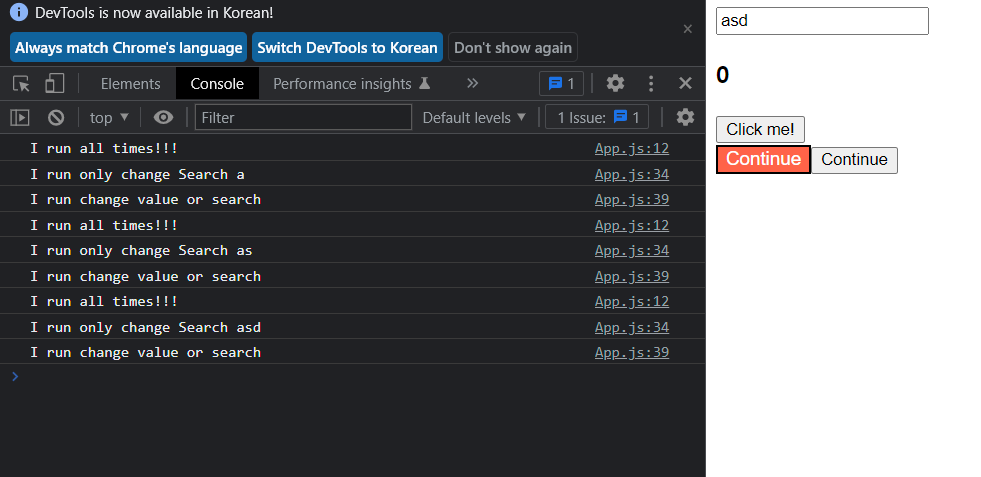 DevTools is now available in Korean!
Always match Chrome's language Switch DevTools to Korean Don't show again
Elements Console Performance insights 1
top Filter Default levels 1 Issue: 1
I run all times!!! App.js:12
I run only change Search a App.js:34
I run change value or search App.js:39
I run all times!!! App.js:12
I run only change Search as App.js:34
I run change value or search App.js:39
I run all times!!! App.js:12
I run only change Search asd App.js:34
I run change value or search App.js:39
asd
0
Click me!
Continue Continue